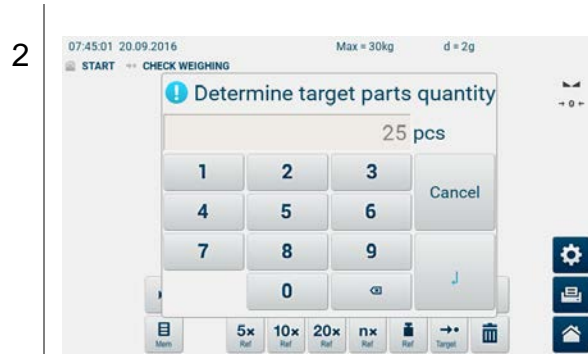 2
07:45:01 20.09.2016 Max = 30kg d = 2g
START CHECK WEIGHING
Determine target parts quantity
→ 0 ←
25 pcs
1 2 3 Cancel
4 5 6
7 8 9
0
5x 10x 20x nx
Mem Ref Ref Ref Ref Ref Target